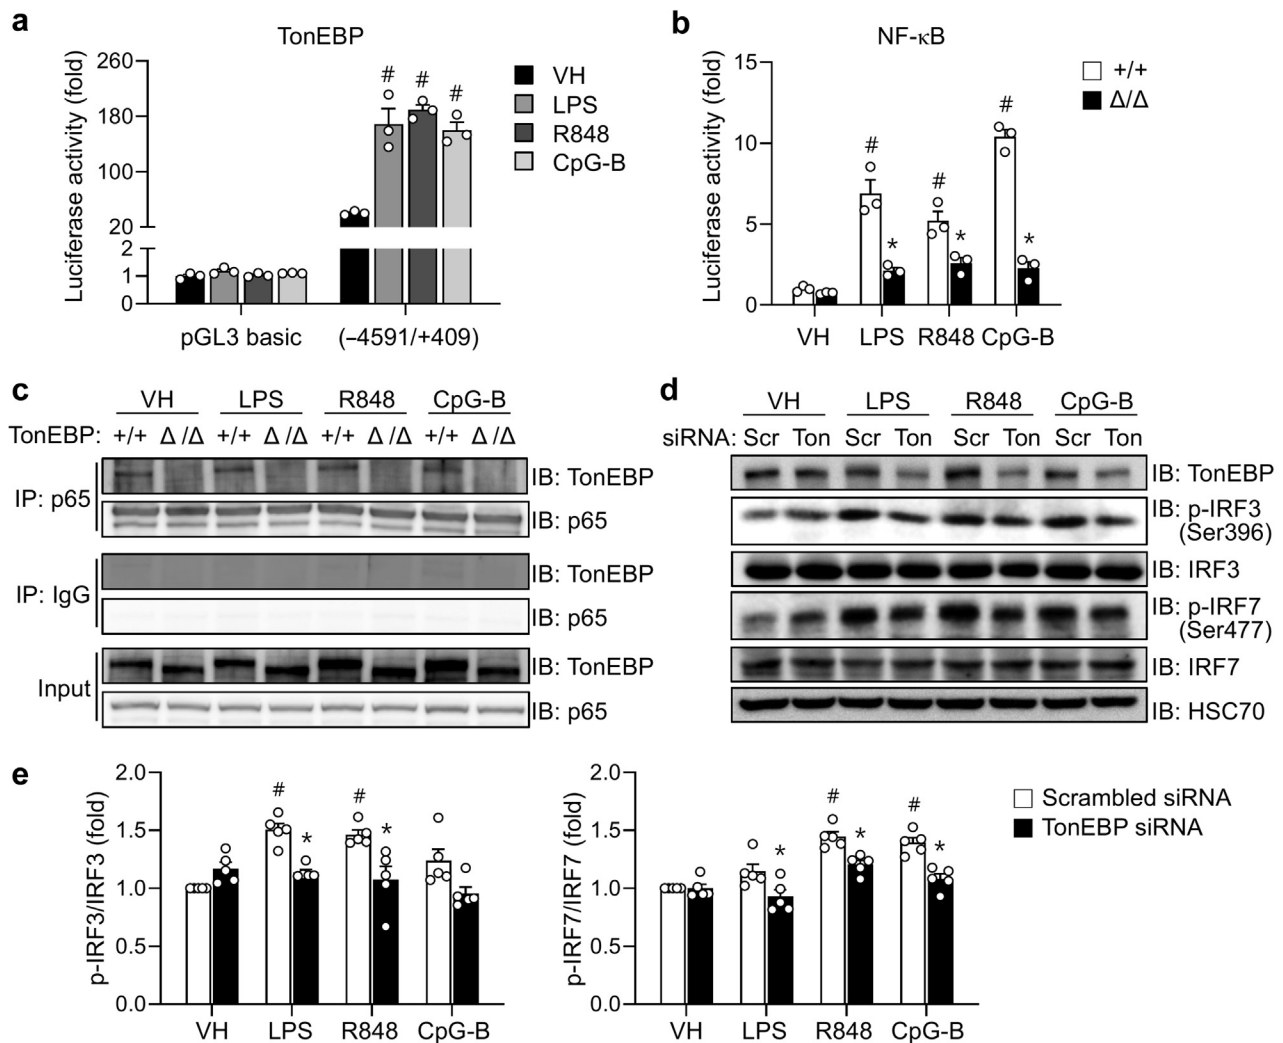 a
TonEBP
Luciferase activity (fold)
260
180
100
20
2
1
0
# # #
pGL3 basic (–4591/+409)
VH
LPS
R848
CpG-B
b
NF-κB
Luciferase activity (fold)
15
10
5
0
# # #
* * *
VH LPS R848 CpG-B
+/+
Δ/Δ
c
VH LPS R848 CpG-B
TonEBP: +/+ Δ /Δ +/+ Δ /Δ +/+ Δ /Δ +/+ Δ /Δ
IP: p65
IB: TonEBP
IB: p65
IP: IgG
IB: TonEBP
IB: p65
Input
IB: TonEBP
IB: p65
d
VH LPS R848 CpG-B
siRNA: Scr Ton Scr Ton Scr Ton Scr Ton
IB: TonEBP
IB: p-IRF3
(Ser396)
IB: IRF3
IB: p-IRF7
(Ser477)
IB: IRF7
IB: HSC70
e
p-IRF3/IRF3 (fold)
2.0
1.5
1.0
0.5
0.0
# #
* *
VH LPS R848 CpG-B
p-IRF7/IRF7 (fold)
2.0
1.5
1.0
0.5
0.0
# #
* * *
VH LPS R848 CpG-B
Scrambled siRNA
TonEBP siRNA